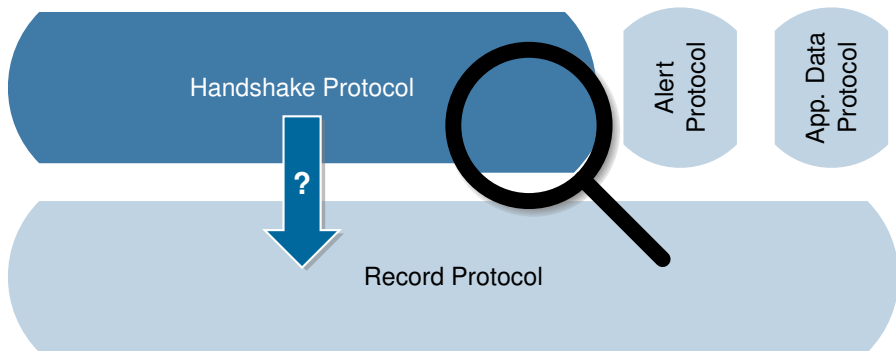 Handshake Protocol
Alert
Protocol
App. Data
Protocol
?
Record Protocol